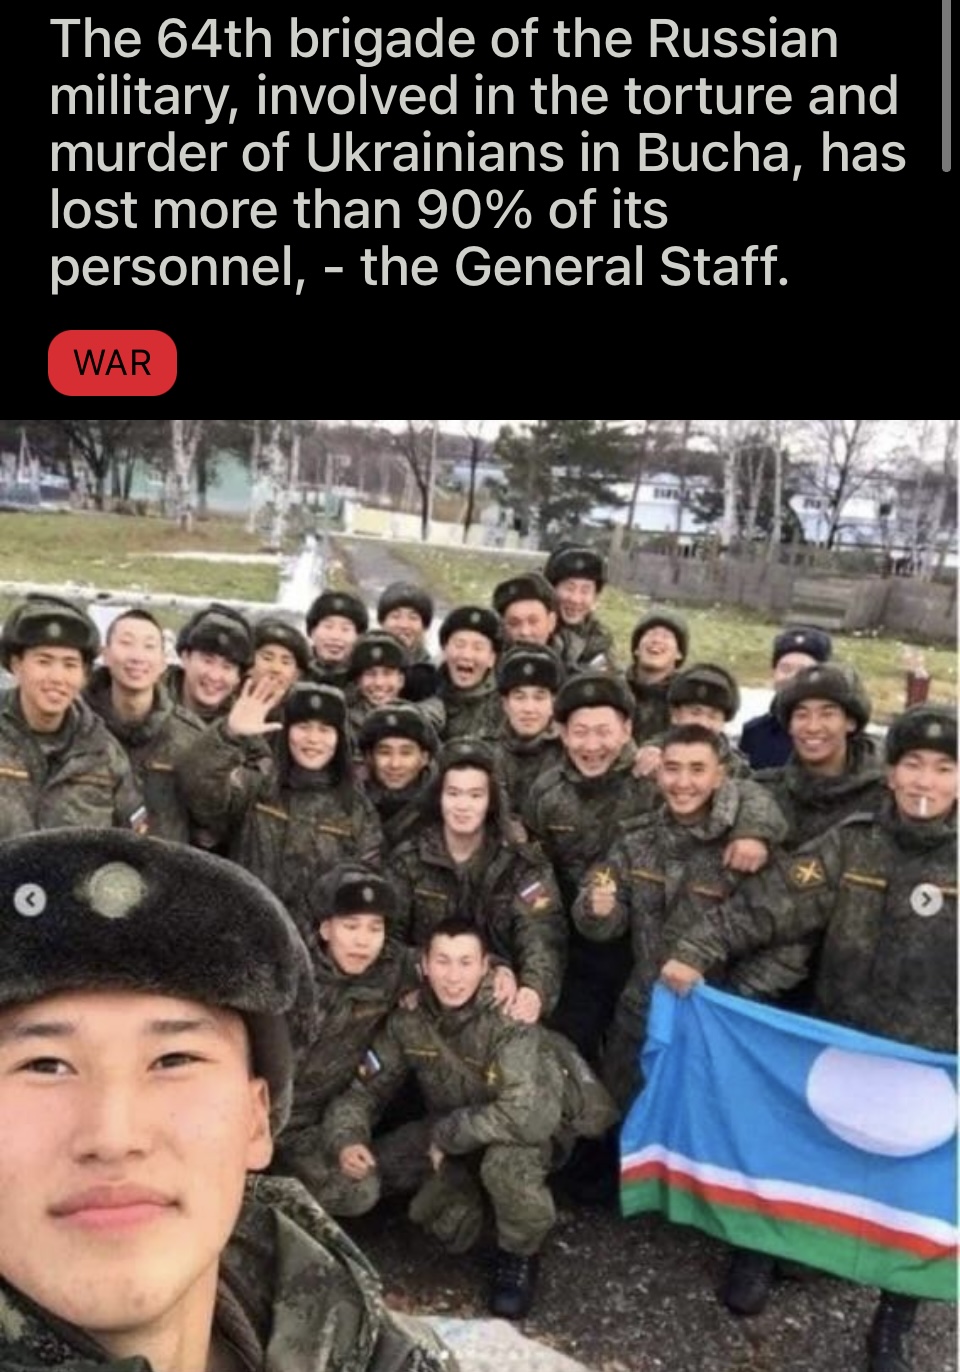 The 64th brigade of the Russian
military, involved in the torture and
murder of Ukrainians in Bucha, has
lost more than 90% of its
personnel, - the General Staff.
WAR